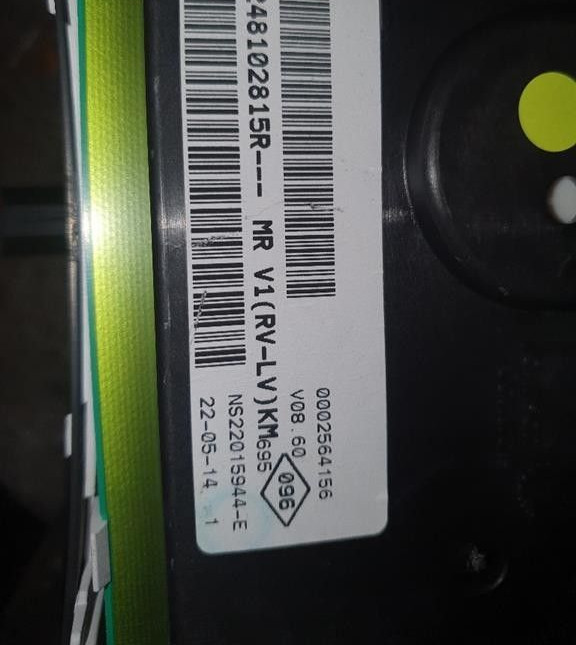 248102815R--- MR V1(RV-LV)KM695
0002564156
V08.60
096
NS22015944-E
22-05-14 1